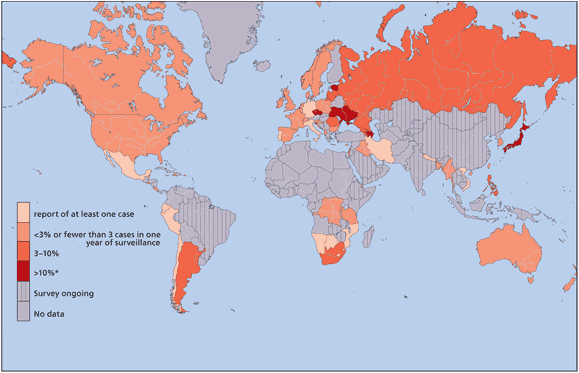 report of at least one case
<3% or fewer than 3 cases in one
year of surveillance
3–10%
>10%*
Survey ongoing
No data